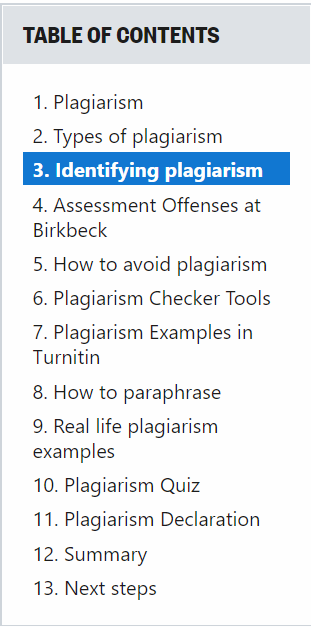 TABLE OF CONTENTS
1. Plagiarism
2. Types of plagiarism
3. Identifying plagiarism
4. Assessment Offenses at
Birkbeck
5. How to avoid plagiarism
6. Plagiarism Checker Tools
7. Plagiarism Examples in
Turnitin
8. How to paraphrase
9. Real life plagiarism
examples
10. Plagiarism Quiz
11. Plagiarism Declaration
12. Summary
13. Next steps